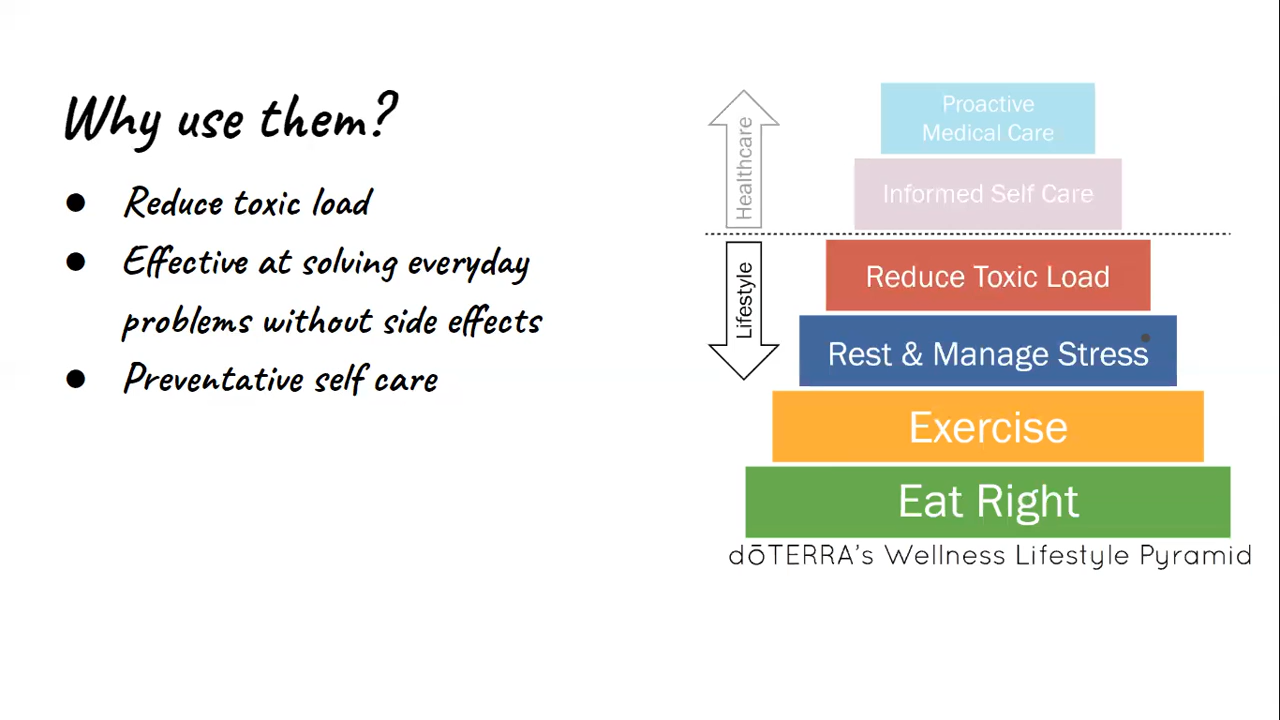 Why use them?
● Reduce toxic load
● Effective at solving everyday
problems without side effects
● Preventative self care
Healthcare
Lifestyle
Proactive
Medical Care
Informed Self Care
Reduce Toxic Load
Rest & Manage Stress
Exercise
Eat Right
dōTERRA's Wellness Lifestyle Pyramid